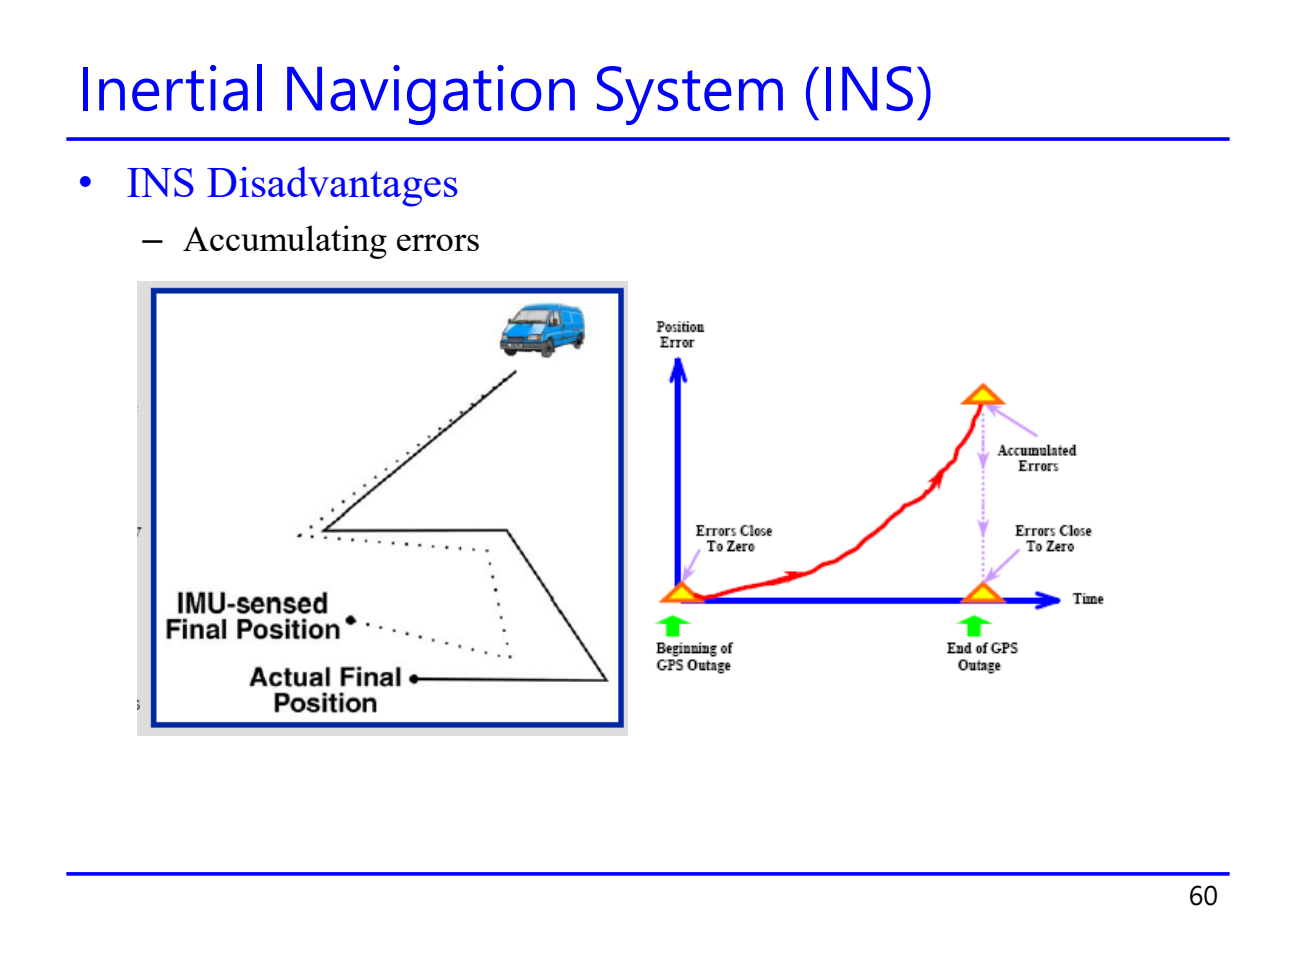 Inertial Navigation System (INS)
• INS Disadvantages
– Accumulating errors
IMU-sensed
Final Position
Actual Final
Position
Position
Error
Accumulated
Errors
Errors Close
To Zero
Errors Close
To Zero
Time
Beginning of
GPS Outage
End of GPS
Outage
60